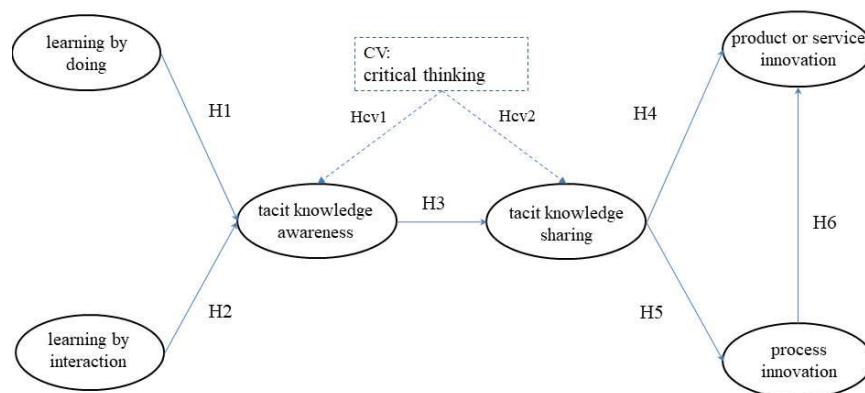 learning by
doing
H1
CV:
critical thinking
Hcv1
Hcv2
product or service
innovation
H4
tacit knowledge
awareness
H3
tacit knowledge
sharing
H6
H2
H5
learning by
interaction
process
innovation